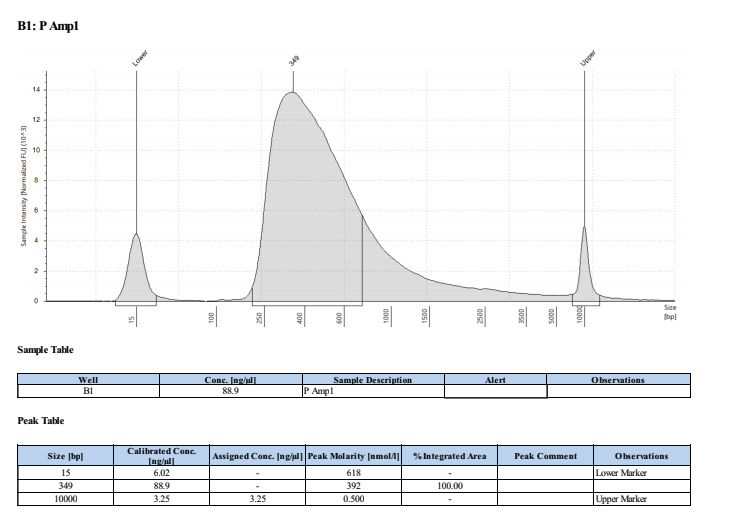 B1: P Amp1
Lower
349
Upper
Sample Intensity [Normalized FU] (10^3)
14
12
10
8
6
4
2
0
15
100
250
400
600
1000
1500
2500
3500
5000
10000
Size
[bp]
Sample Table
Well Conc. [ng/µl] Sample Description Alert Observations
B1 88.9 P Amp1
Peak Table
Size [bp] Calibrated Conc. [ng/µl] Assigned Conc. [ng/µl] Peak Molarity [nmol/l] % Integrated Area Peak Comment Observations
15 6.02 - 618 - Lower Marker
349 88.9 - 392 100.00
10000 3.25 3.25 0.500 - Upper Marker